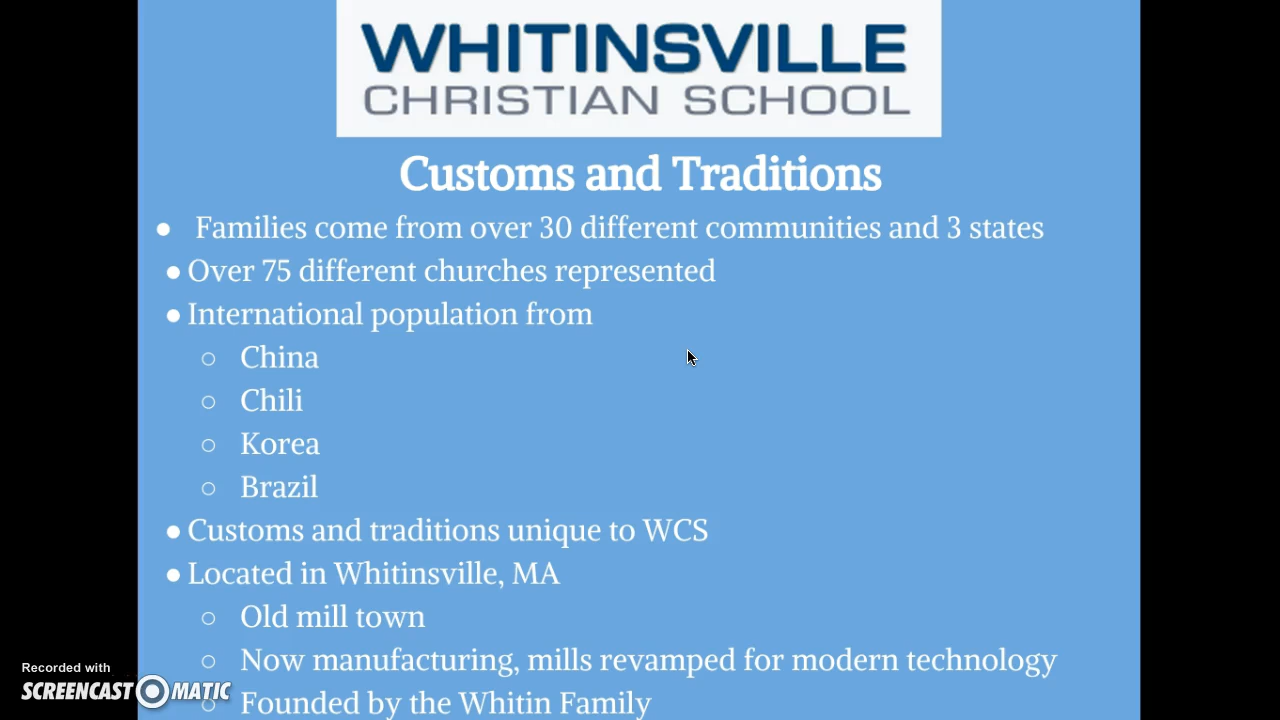 WHITINSVILLE
CHRISTIAN SCHOOL
Customs and Traditions
● Families come from over 30 different communities and 3 states
● Over 75 different churches represented
● International population from
○ China
○ Chili
○ Korea
○ Brazil
● Customs and traditions unique to WCS
● Located in Whitinsville, MA
○ Old mill town
○ Now manufacturing, mills revamped for modern technology
○ Founded by the Whitin Family
Recorded with
SCREENCAST O MATIC